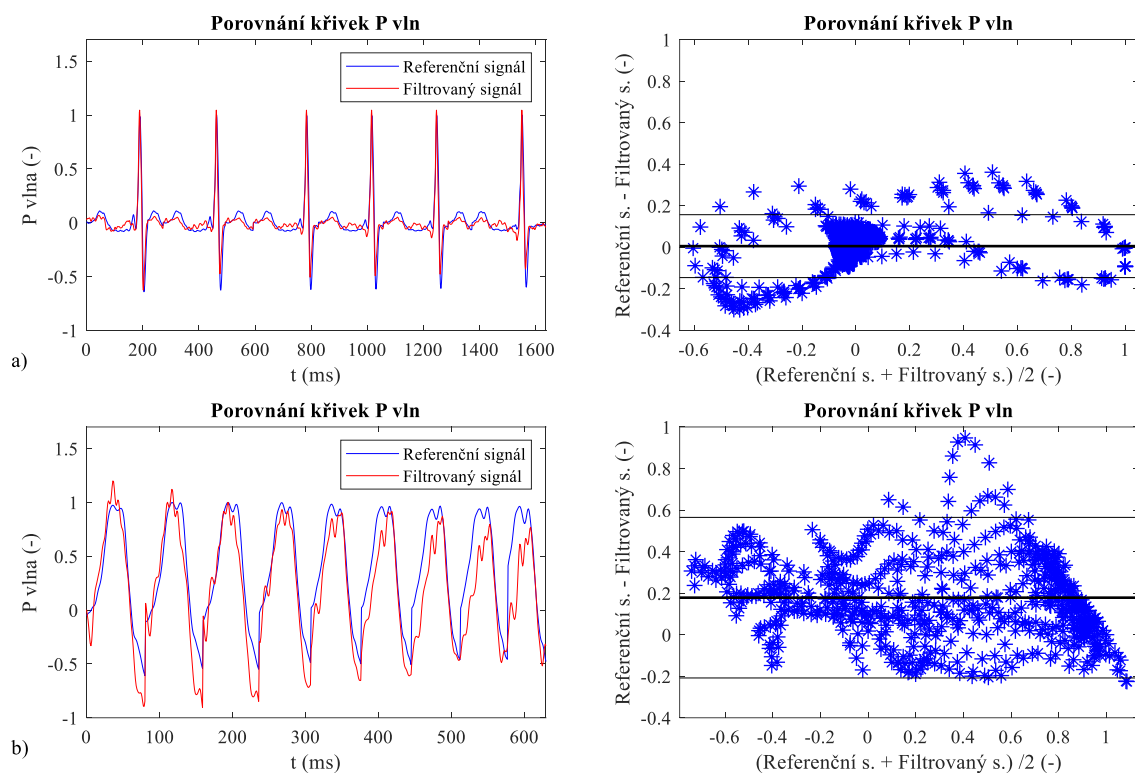 Porovnání křivek P vln
1.5
1
0.5
0
-0.5
-1
P vlna (-)
Referenční signál
Filtrovaný signál
0 200 400 600 800 1000 1200 1400 1600
t (ms)
a)
Porovnání křivek P vln
1
0.8
0.6
0.4
0.2
0
-0.2
-0.4
Referenční s. - Filtrovaný s. (-)
-0.6 -0.4 -0.2 0 0.2 0.4 0.6 0.8 1
(Referenční s. + Filtrovaný s.) /2 (-)
Porovnání křivek P vln
1.5
1
0.5
0
-0.5
-1
P vlna (-)
Referenční signál
Filtrovaný signál
0 100 200 300 400 500 600
t (ms)
b)
Porovnání křivek P vln
1
0.8
0.6
0.4
0.2
0
-0.2
-0.4
Referenční s. - Filtrovaný s. (-)
-0.6 -0.4 -0.2 0 0.2 0.4 0.6 0.8 1
(Referenční s. + Filtrovaný s.) /2 (-)